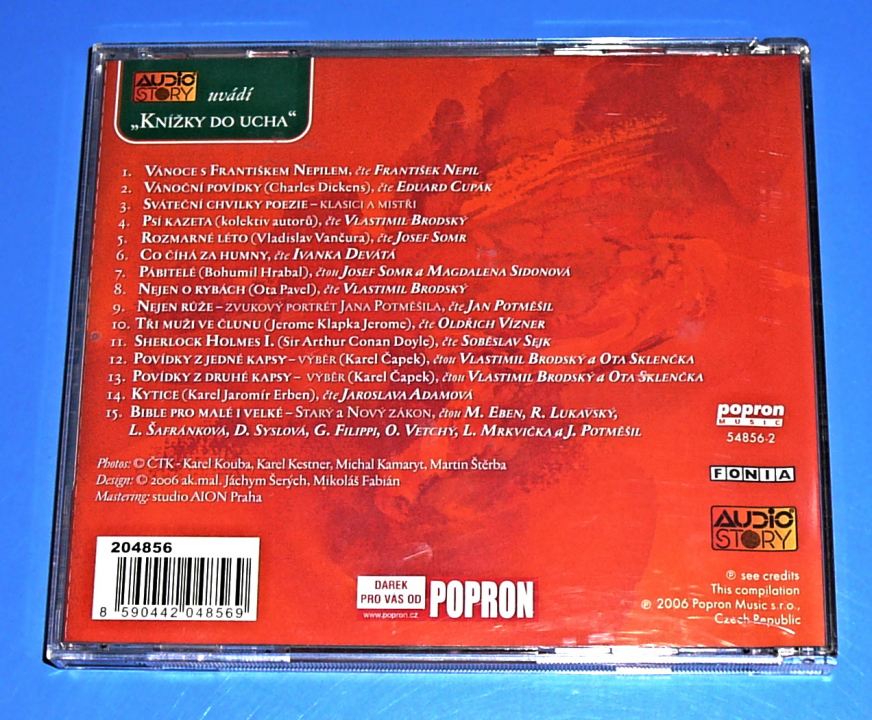 AUDIO STORY uvádí
„KNÍŽKY DO UCHA“
1. VÁNOCE S FRANTIŠKEM NEPILEM, čte FRANTIŠEK NEPIL
2. VÁNOČNÍ POVÍDKY (Charles Dickens), čte EDUARD CUPÁK
3. SVÁTEČNÍ CHVILKY POEZIE – KLASICI A MISTŘI
4. PSÍ KAZETA (kolektiv autorů), čte VLASTIMIL BRODSKÝ
5. ROZMARNÉ LÉTO (Vladislav Vančura), čte JOSEF SOMR
6. CO ČÍHÁ ZA HUMNY, čte IVANKA DEVÁTÁ
7. PÁBITELÉ (Bohumil Hrabal), čtou JOSEF SOMR a MAGDALENA SIDONOVÁ
8. NEJEN O RYBÁCH (Ota Pavel), čte VLASTIMIL BRODSKÝ
9. NEJEN RŮŽE – ZVUKOVÝ PORTRÉT JANA POTMĚŠILA, čte JAN POTMĚŠIL
10. TŘI MUŽI VE ČLUNU (Jerome Klapka Jerome), čte OLDŘICH VÍZNER
11. SHERLOCK HOLMES I. (Sir Arthur Conan Doyle), čte SOBĚSLAV SEJK
12. POVÍDKY Z JEDNÉ KAPSY – VÝBĚR (Karel Čapek), čtou VLASTIMIL BRODSKÝ a OTA SKLENČKA
13. POVÍDKY Z DRUHÉ KAPSY – VÝBĚR (Karel Čapek), čtou VLASTIMIL BRODSKÝ a OTA SKLENČKA
14. KYTICE (Karel Jaromír Erben), čte JAROSLAVA ADAMOVÁ
15. BIBLE PRO MALÉ I VELKÉ – STARÝ a NOVÝ ZÁKON, čtou M. EBEN, R. LUKAVSKÝ,
L. ŠAFRÁNKOVÁ, D. SYSLOVÁ, G. FILIPPI, O. VETCHÝ, L. MRKVIČKA a J. POTMĚŠIL
Photos: © ČTK - Karel Kouba, Karel Kestner, Michal Kamaryt, Martin Štěrba
Design: © 2006 ak.mal. Jáchym Šerých, Mikoláš Fabián
Mastering: studio AION Praha
popron
MUSIC
54856-2
FONIA
AUDIO
STORY
204856
8 590442 048569
DÁREK
PRO VÁS OD
www.popron.cz
POPRON
℗ see credits
This compilation
℗ 2006 Popron Music s.r.o.,
Czech Republic